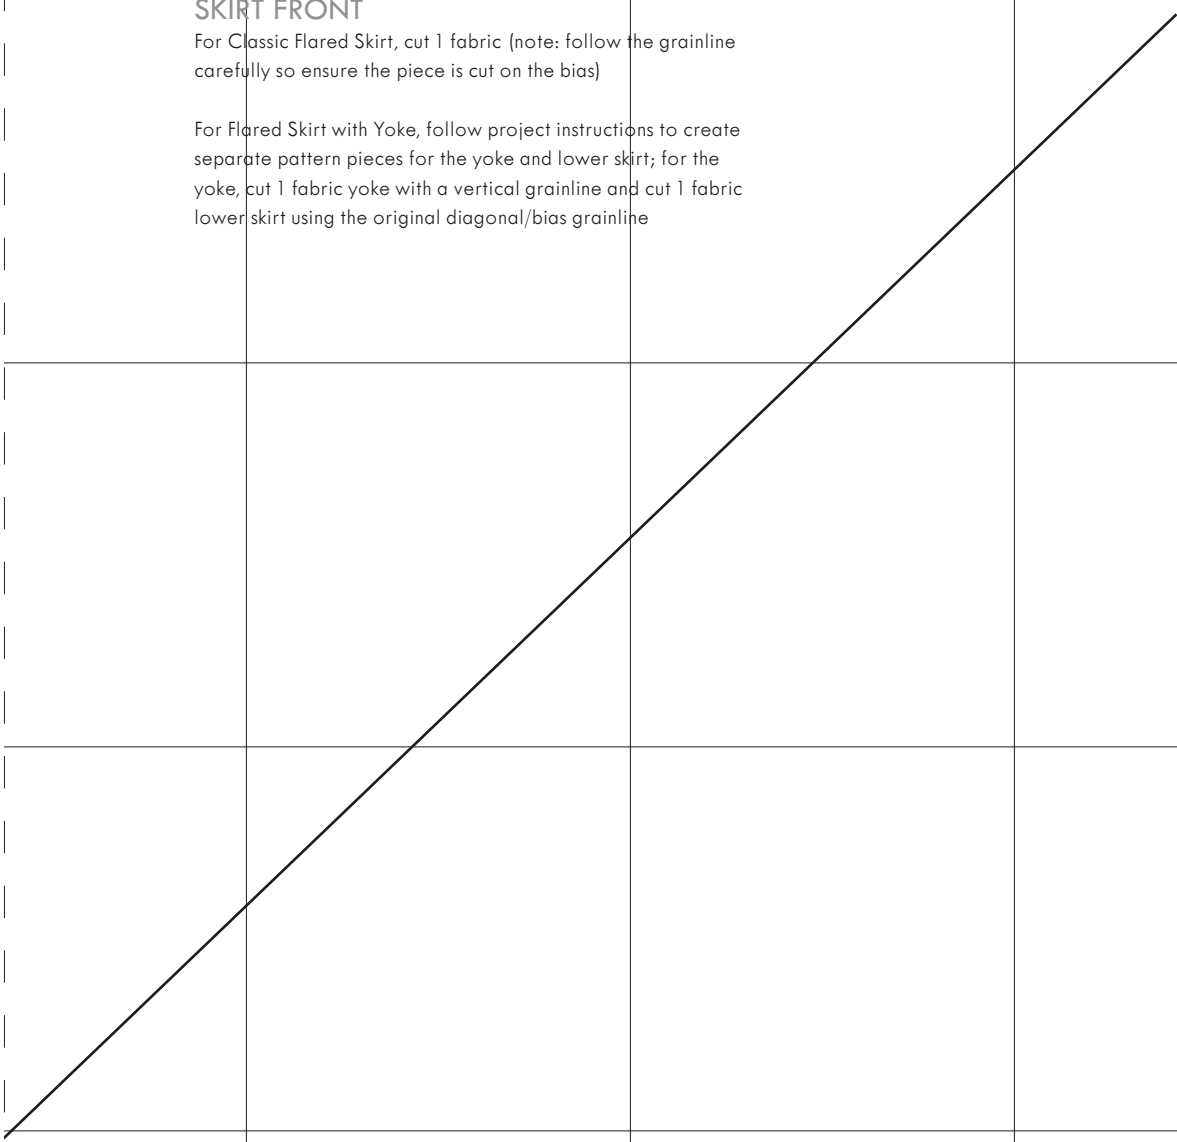 SKIRT FRONT
For Classic Flared Skirt, cut 1 fabric (note: follow the grainline
carefully so ensure the piece is cut on the bias)
For Flared Skirt with Yoke, follow project instructions to create
separate pattern pieces for the yoke and lower skirt; for the
yoke, cut 1 fabric yoke with a vertical grainline and cut 1 fabric
lower skirt using the original diagonal/bias grainline